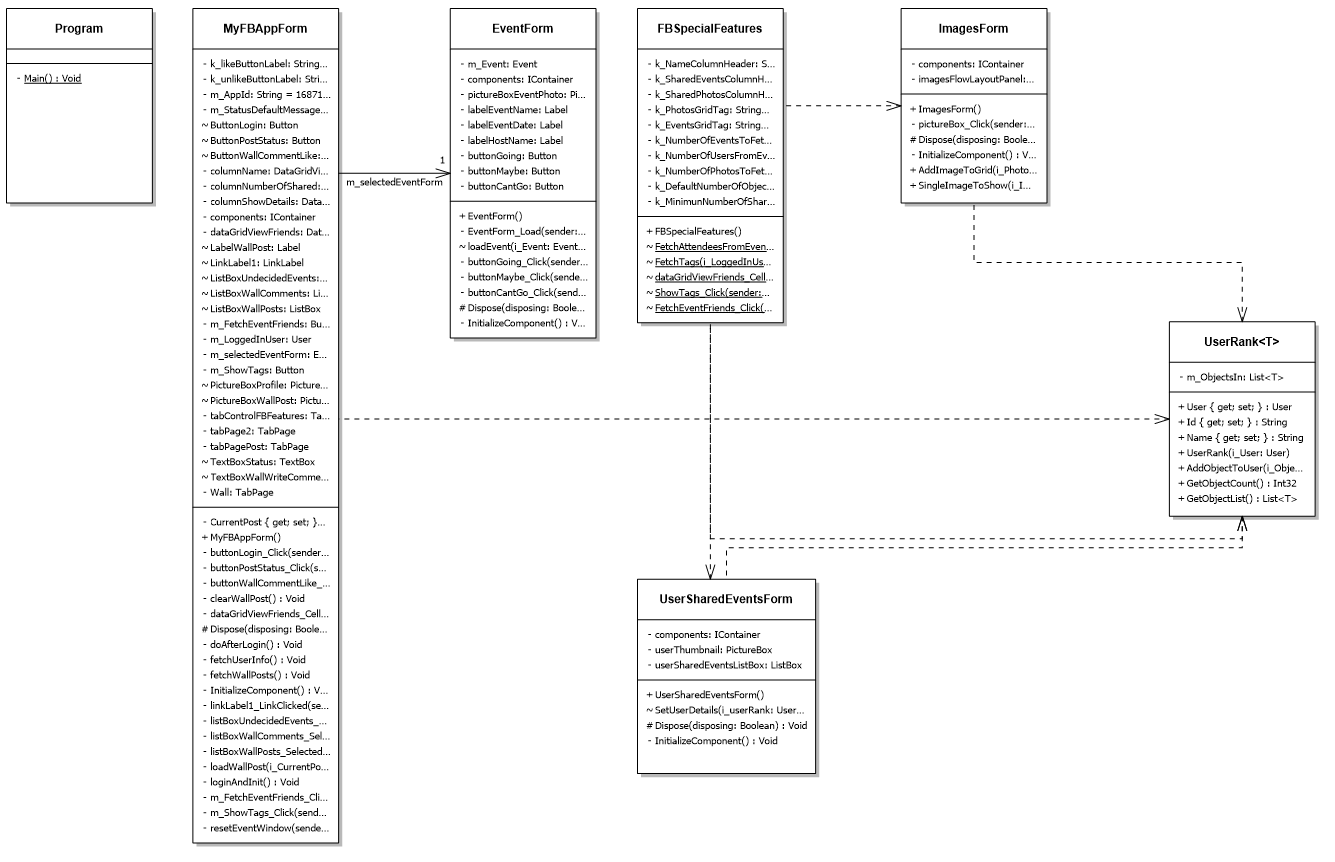 Program
- Main() : Void
MyFBAppForm
- k_likeButtonLabel: String...
- k_unlikeButtonLabel: Stri...
- m_AppId: String = 16871...
- m_StatusDefaultMessage...
~ ButtonLogin: Button
~ ButtonPostStatus: Button
~ ButtonWallCommentLike:...
- columnName: DataGridVi...
- columnNumberOfShared:...
- columnShowDetails: Data...
- components: IContainer
- dataGridViewFriends: Dat...
~ LabelWallPost: Label
~ LinkLabel1: LinkLabel
~ ListBoxUndecidedEvents:...
~ ListBoxWallComments: Li...
~ ListBoxWallPosts: ListBox
- m_FetchEventFriends: Bu...
- m_LoggedInUser: User
- m_selectedEventForm: E...
- m_ShowTags: Button
~ PictureBoxProfile: Picture...
~ PictureBoxWallPost: Pictu...
- tabControlFBFeatures: Ta...
- tabPage2: TabPage
- tabPagePost: TabPage
~ TextBoxStatus: TextBox
~ TextBoxWallWriteComme...
- Wall: TabPage
- CurrentPost { get; set; }...
+ MyFBAppForm()
- buttonLogin_Click(sender...
- buttonPostStatus_Click(s...
- buttonWallCommentLike_...
- clearWallPost() : Void
- dataGridViewFriends_Cell...
# Dispose(disposing: Boole...
- doAfterLogin() : Void
- fetchUserInfo() : Void
- fetchWallPosts() : Void
- InitializeComponent() : V...
- linkLabel1_LinkClicked(se...
- listBoxUndecidedEvents_...
- listBoxWallComments_Sel...
- listBoxWallPosts_Selected...
- loadWallPost(i_CurrentPo...
- loginAndInit() : Void
- m_FetchEventFriends_Cli...
- m_ShowTags_Click(send...
- resetEventWindow(sende...
1
m_selectedEventForm
EventForm
- m_Event: Event
- components: IContainer
- pictureBoxEventPhoto: Pi...
- labelEventName: Label
- labelEventDate: Label
- labelHostName: Label
- buttonGoing: Button
- buttonMaybe: Button
- buttonCantGo: Button
+ EventForm()
- EventForm_Load(sender:...
~ loadEvent(i_Event: Event...
- buttonGoing_Click(sender...
- buttonMaybe_Click(sende...
- buttonCantGo_Click(send...
# Dispose(disposing: Boole...
- InitializeComponent() : V...
FBSpecialFeatures
- k_NameColumnHeader: S...
- k_SharedEventsColumnH...
- k_SharedPhotosColumnH...
- k_PhotosGridTag: String...
- k_EventsGridTag: String...
- k_NumberOfEventsToFet...
- k_NumberOfUsersFromEv...
- k_NumberOfPhotosToFet...
- k_DefaultNumberOfObjec...
- k_MinimunNumberOfShar...
+ FBSpecialFeatures()
~ FetchAttendeesFromEven...
~ FetchTags(i_LoggedInUs...
~ dataGridViewFriends_Cell...
~ ShowTags_Click(sender:...
~ FetchEventFriends_Click(...
ImagesForm
- components: IContainer
- imagesFlowLayoutPanel:...
+ ImagesForm()
- pictureBox_Click(sender:...
# Dispose(disposing: Boole...
- InitializeComponent() : V...
+ AddImageToGrid(i_Photo...
+ SingleImageToShow(i_I...
UserRank<T>
- m_ObjectsIn: List<T>
+ User { get; set; } : User
+ Id { get; set; } : String
+ Name { get; set; } : String
+ UserRank(i_User: User)
+ AddObjectToUser(i_Obje...
+ GetObjectCount() : Int32
+ GetObjectList() : List<T>
UserSharedEventsForm
- components: IContainer
- userThumbnail: PictureBox
- userSharedEventsListBox: ListBox
+ UserSharedEventsForm()
~ SetUserDetails(i_userRank: User...
# Dispose(disposing: Boolean) : Void
- InitializeComponent() : Void